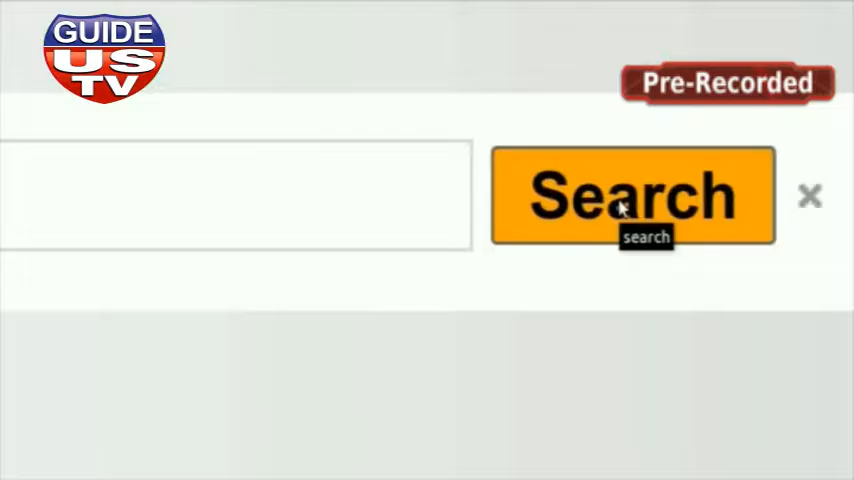 GUIDE
US
TV
Pre-Recorded
Search
search